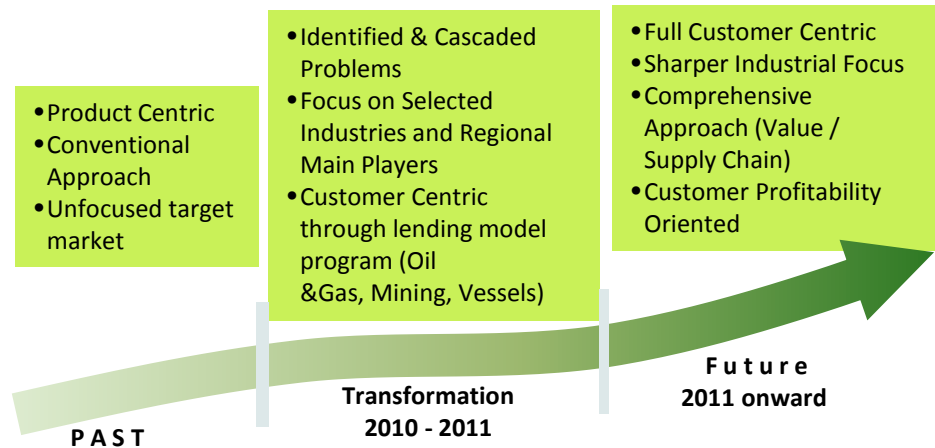 •Product Centric
•Conventional
Approach
•Unfocused target
market
•Identified & Cascaded
Problems
•Focus on Selected
Industries and Regional
Main Players
•Customer Centric
through lending model
program (Oil
&Gas, Mining, Vessels)
•Full Customer Centric
•Sharper Industrial Focus
•Comprehensive
Approach (Value /
Supply Chain)
•Customer Profitability
Oriented
P A S T
Transformation
2010 - 2011
F u t u r e
2011 onward